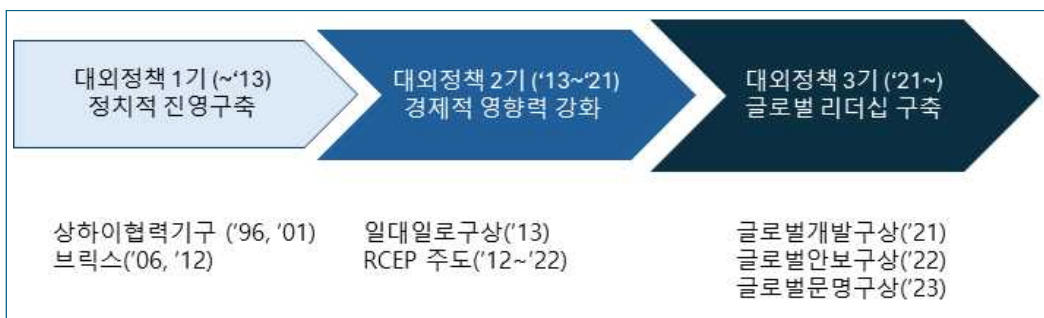 대외정책 1기 (~‘13)
정치적 진영구축
대외정책 2기 (‘13~‘21)
경제적 영향력 강화
대외정책 3기 (‘21~)
글로벌 리더십 구축
상하이협력기구 (’96, ’01)
브릭스(’06, ’12)
일대일로구상(’13)
RCEP 주도(’12~’22)
글로벌개발구상(’21)
글로벌안보구상(’22)
글로벌문명구상(’23)